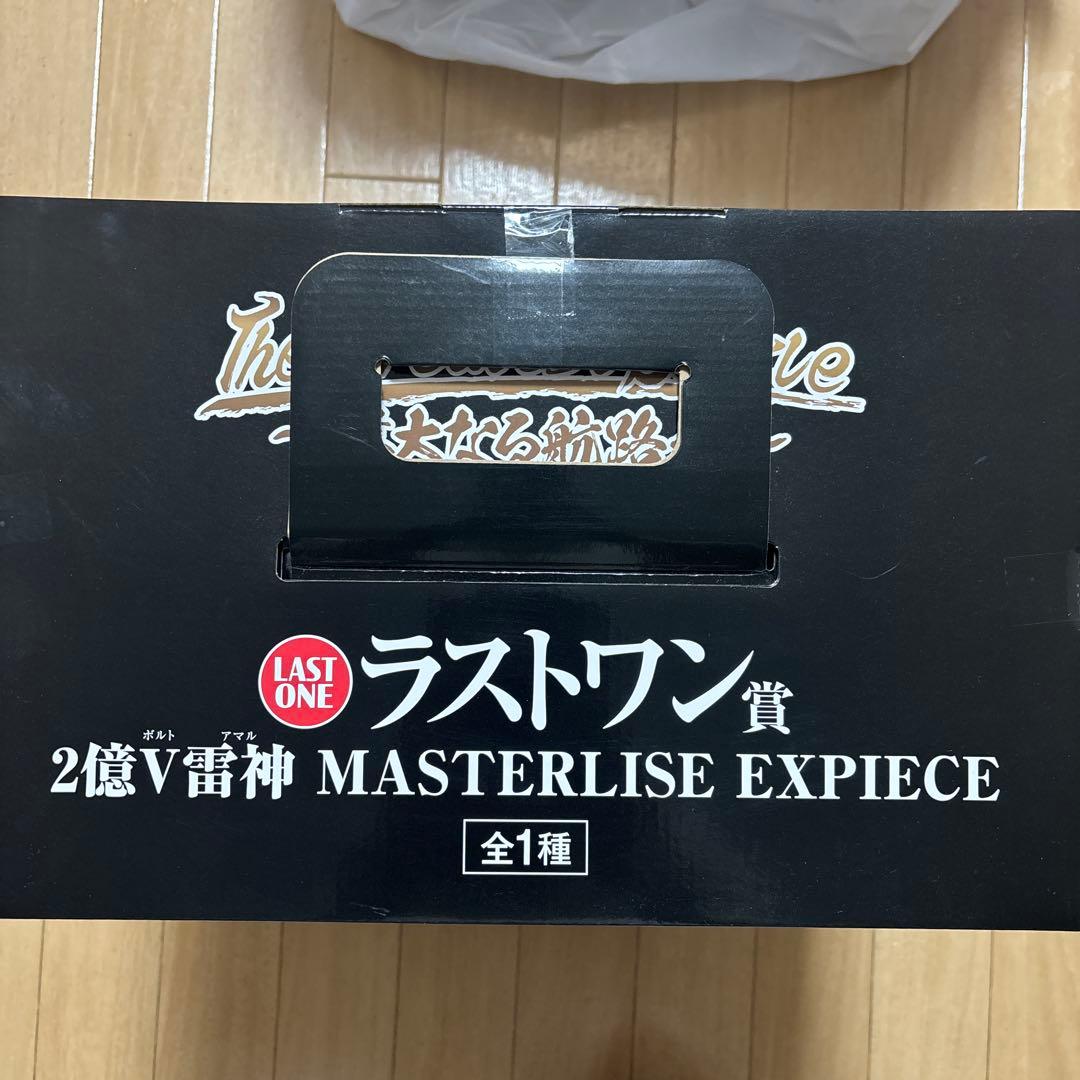 The
大なる航路
LAST ONE ラストワン賞
2億V雷神 MASTERLISE EXPIECE
ボルト アマル
全1種